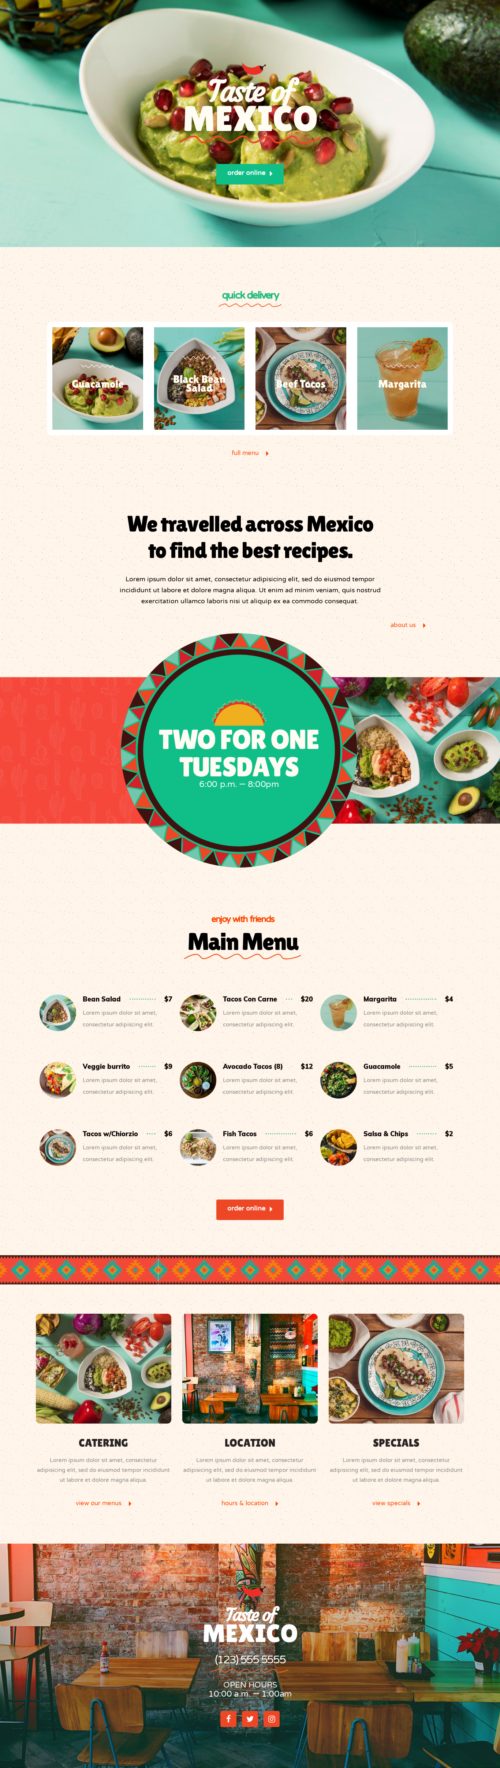 Taste of
MEXICO
order online
quick delivery
Guacamole
Black Bean
Salad
Beef Tocos
Margarita
full menu
We travelled across Mexico
to find the best recipes.
Lorem ipsum dolor sit amet, consectetur adipisicing elit, sed do eiusmod tempor
incididunt ut labore et dolore magna aliqua. Ut enim ad minim veniam, quis nostrud
exercitation ullamco laboris nisi ut aliquip ex ea commodo consequat.
about us
TWO FOR ONE
TUESDAYS
6:00 p.m. — 8:00pm
enjoy with friends
Main Menu
Bean Salad $7
Lorem ipsum dolor sit amet,
consectetur adipiscing elit.
Tacos Con Carne $20
Lorem ipsum dolor sit amet,
consectetur adipiscing elit.
Margarita $4
Lorem ipsum dolor sit amet,
consectetur adipiscing elit.
Veggie burrito $9
Lorem ipsum dolor sit amet,
consectetur adipiscing elit.
Avocado Tacos (8) $12
Lorem ipsum dolor sit amet,
consectetur adipiscing elit.
Guacamole $5
Lorem ipsum dolor sit amet,
consectetur adipiscing elit.
Tacos w/Chiorzio $6
Lorem ipsum dolor sit amet,
consectetur adipiscing elit.
Fish Tacos $6
Lorem ipsum dolor sit amet,
consectetur adipiscing elit.
Salsa & Chips $2
Lorem ipsum dolor sit amet,
consectetur adipiscing elit.
order online
CATERING
Lorem ipsum dolor sit amet, consectetur
adipisicing elit, sed do eiusmod tempor incididunt
ut labore et dolore magna aliqua.
view our menus
LOCATION
Lorem ipsum dolor sit amet, consectetur
adipisicing elit, sed do eiusmod tempor incididunt
ut labore et dolore magna aliqua.
hours & location
SPECIALS
Lorem ipsum dolor sit amet, consectetur
adipisicing elit, sed do eiusmod tempor incididunt
ut labore et dolore magna aliqua.
view specials
Taste of
MEXICO
(123) 555 5555
OPEN HOURS
10:00 a.m. — 1:00am